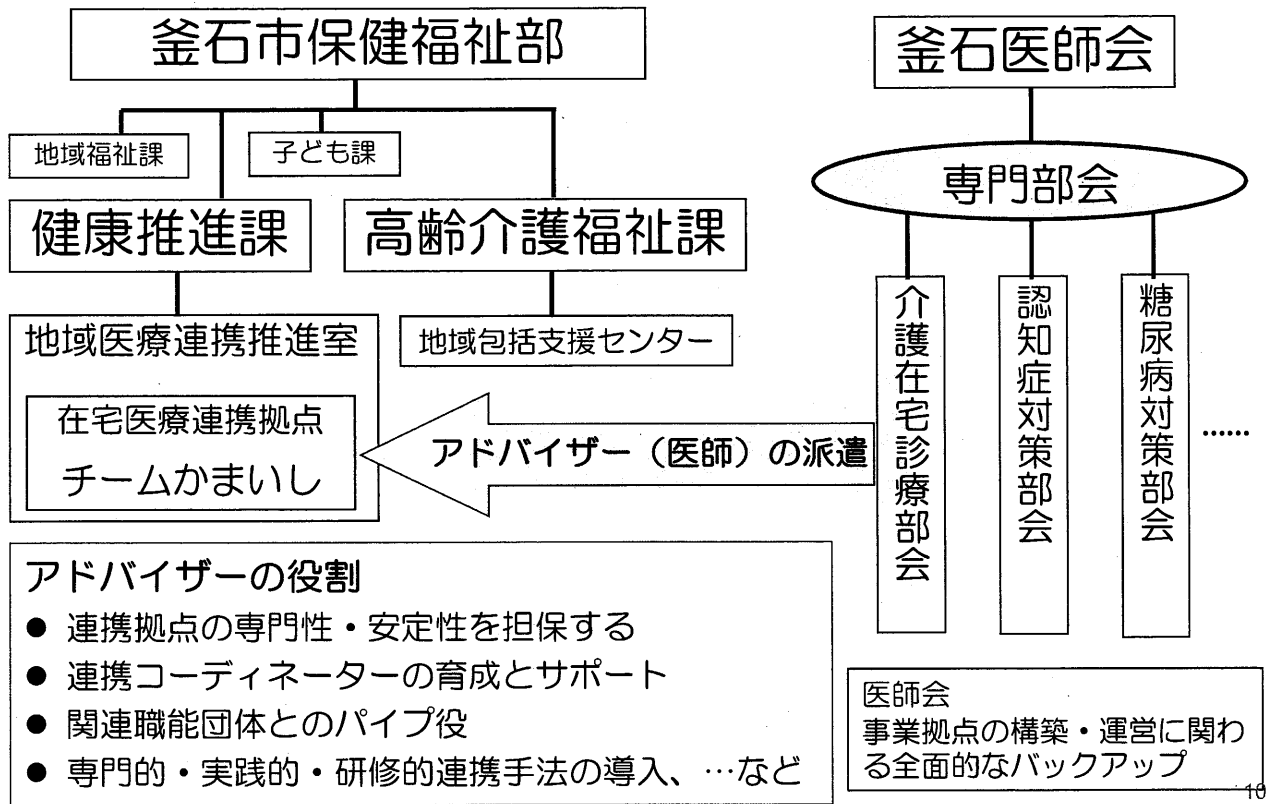 釜石市保健福祉部
地域福祉課
子ども課
健康推進課
高齢介護福祉課
地域医療連携推進室
在宅医療連携拠点
チームかまいし
地域包括支援センター
釜石医師会
専門部会
介護在宅診療部会
認知症対策部会
糖尿病対策部会
……
アドバイザー（医師）の派遣
アドバイザーの役割
● 連携拠点の専門性・安定性を担保する
● 連携コーディネーターの育成とサポート
● 関連職能団体とのパイプ役
● 専門的・実践的・研修的連携手法の導入、…など
医師会
事業拠点の構築・運営に関わ
る全面的なバックアップ